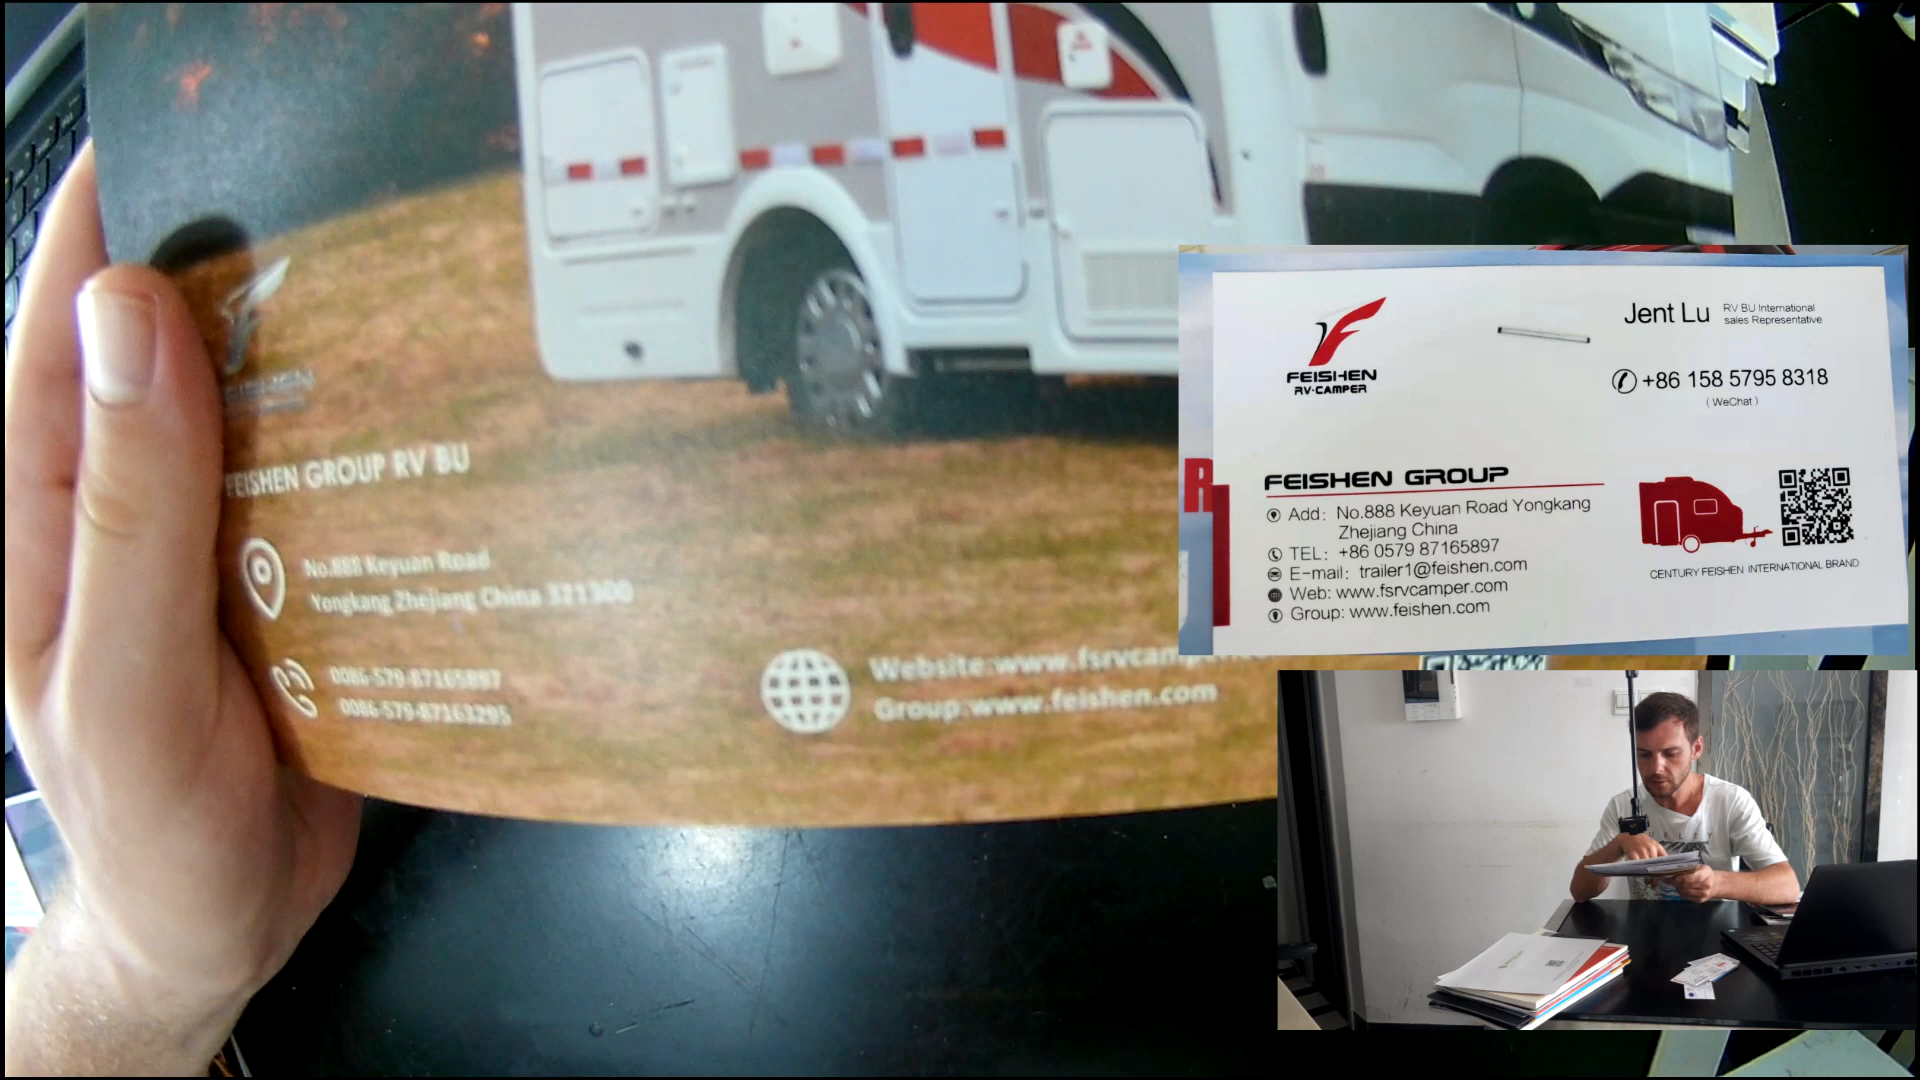 FEISHEN
FEISHEN GROUP RV BU
No.888 Keyuan Road
Yongkang Zhejiang China 321300
0086-579-87165897
0086-579-87163295
Website:www.fsrvcamper
Group:www.feishen.com
R
FEISHEN
RV·CAMPER
Jent Lu
RV BU International
sales Representative
+86 158 5795 8318
( WeChat )
FEISHEN GROUP
Add: No.888 Keyuan Road Yongkang
Zhejiang China
TEL: +86 0579 87165897
E-mail: trailer1@feishen.com
Web: www.fsrvcamper.com
Group: www.feishen.com
CENTURY FEISHEN INTERNATIONAL BRAND